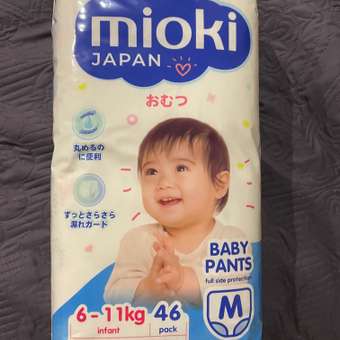 mioki
JAPAN
おむつ
丸めるの
に便利
ずっとさらさら
漏れガード
BABY
PANTS
full side protection
M
6-11kg
infant
46
pack